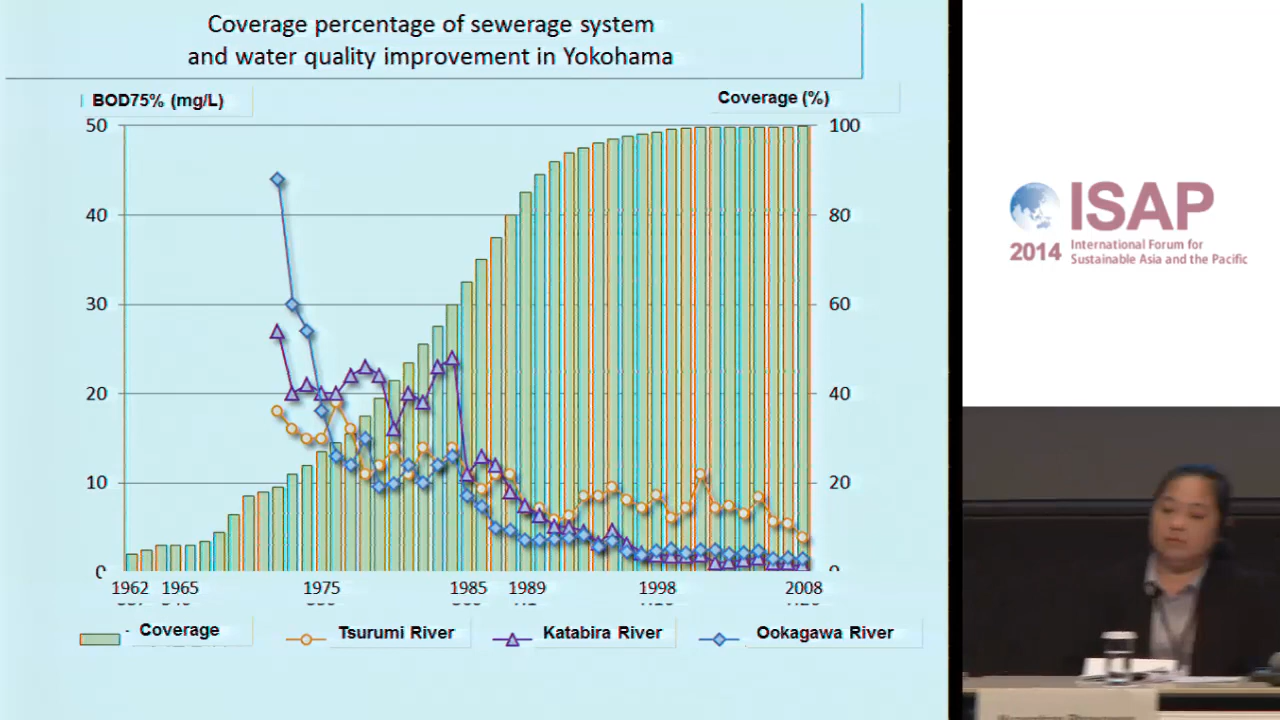 Coverage percentage of sewerage system
and water quality improvement in Yokohama
BOD75% (mg/L)
Coverage (%)
50
100
40
80
30
60
20
40
10
20
0
0
1962 1965 1975 1985 1989 1998 2008
Coverage
Tsurumi River
Katabira River
Ookagawa River
ISAP
2014
International Forum for
Sustainable Asia and the Pacific